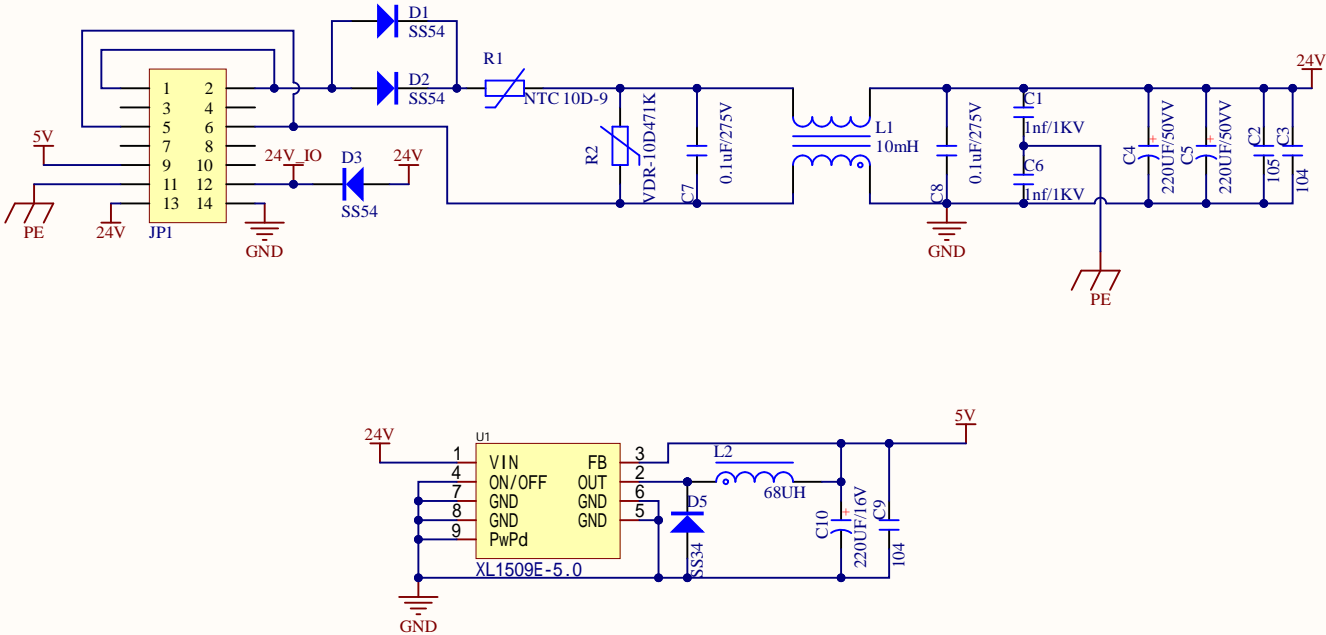 D1
SS54
D2
SS54
R1
NTC 10D-9
24V
1 2
3 4
5 6
7 8
9 10
11 12
13 14
JP1
5V
PE
24V
24V_IO
D3
SS54
24V
GND
R2
VDR-10D471K
C7
0.1uF/275V
L1
10mH
C8
0.1uF/275V
GND
C1
1nf/1KV
C6
1nf/1KV
PE
C4
+
220UF/50VV
C5
+
220UF/50VV
C2
105
C3
104
24V
U1
1 VIN FB 3
4 ON/OFF OUT 2
7 GND GND 6
8 GND GND 5
9 PwPd
XL1509E-5.0
GND
D5
SS34
L2
68UH
5V
C10
+
220UF/16V
C9
104